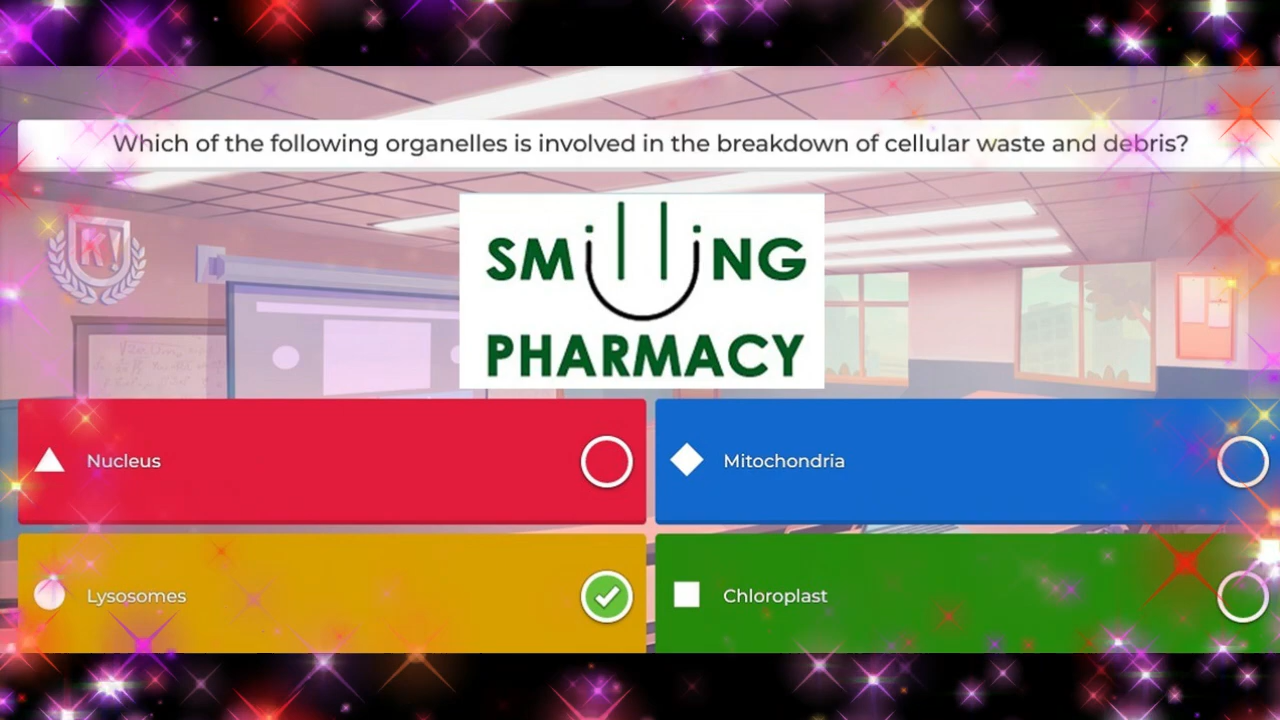 Which of the following organelles is involved in the breakdown of cellular waste and debris?
K!
SMiLLiNG
PHARMACY
Nucleus
Mitochondria
Lysosomes
Chloroplast